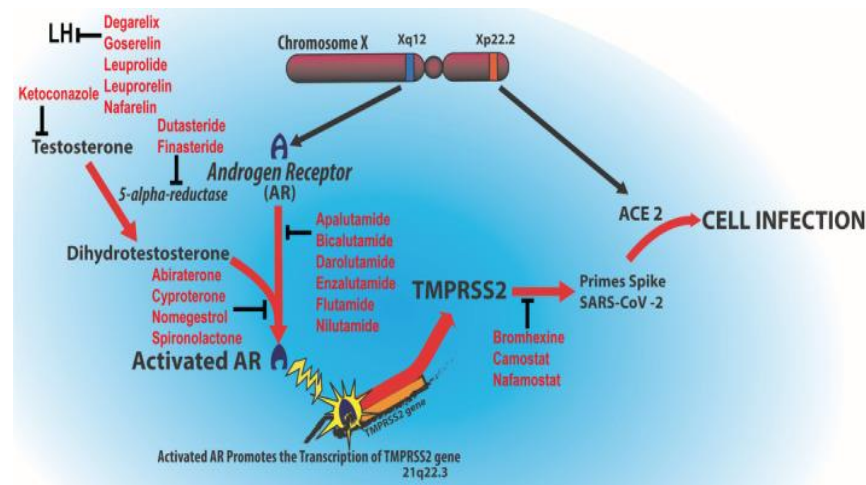 LH
Degarelix
Goserelin
Leuprolide
Leuprorelin
Nafarelin
Ketoconazole
Testosterone
Dutasteride
Finasteride
5-alpha-reductase
Dihydrotestosterone
Abiraterone
Cyproterone
Nomegestrol
Spironolactone
Activated AR
Chromosome X
Xq12
Xp22.2
Androgen Receptor
(AR)
Apalutamide
Bicalutamide
Darolutamide
Enzalutamide
Flutamide
Nilutamide
TMPRSS2 gene
Activated AR Promotes the Transcription of TMPRSS2 gene
21q22.3
TMPRSS2
Bromhexine
Camostat
Nafamostat
Primes Spike
SARS-CoV -2
ACE 2
CELL INFECTION